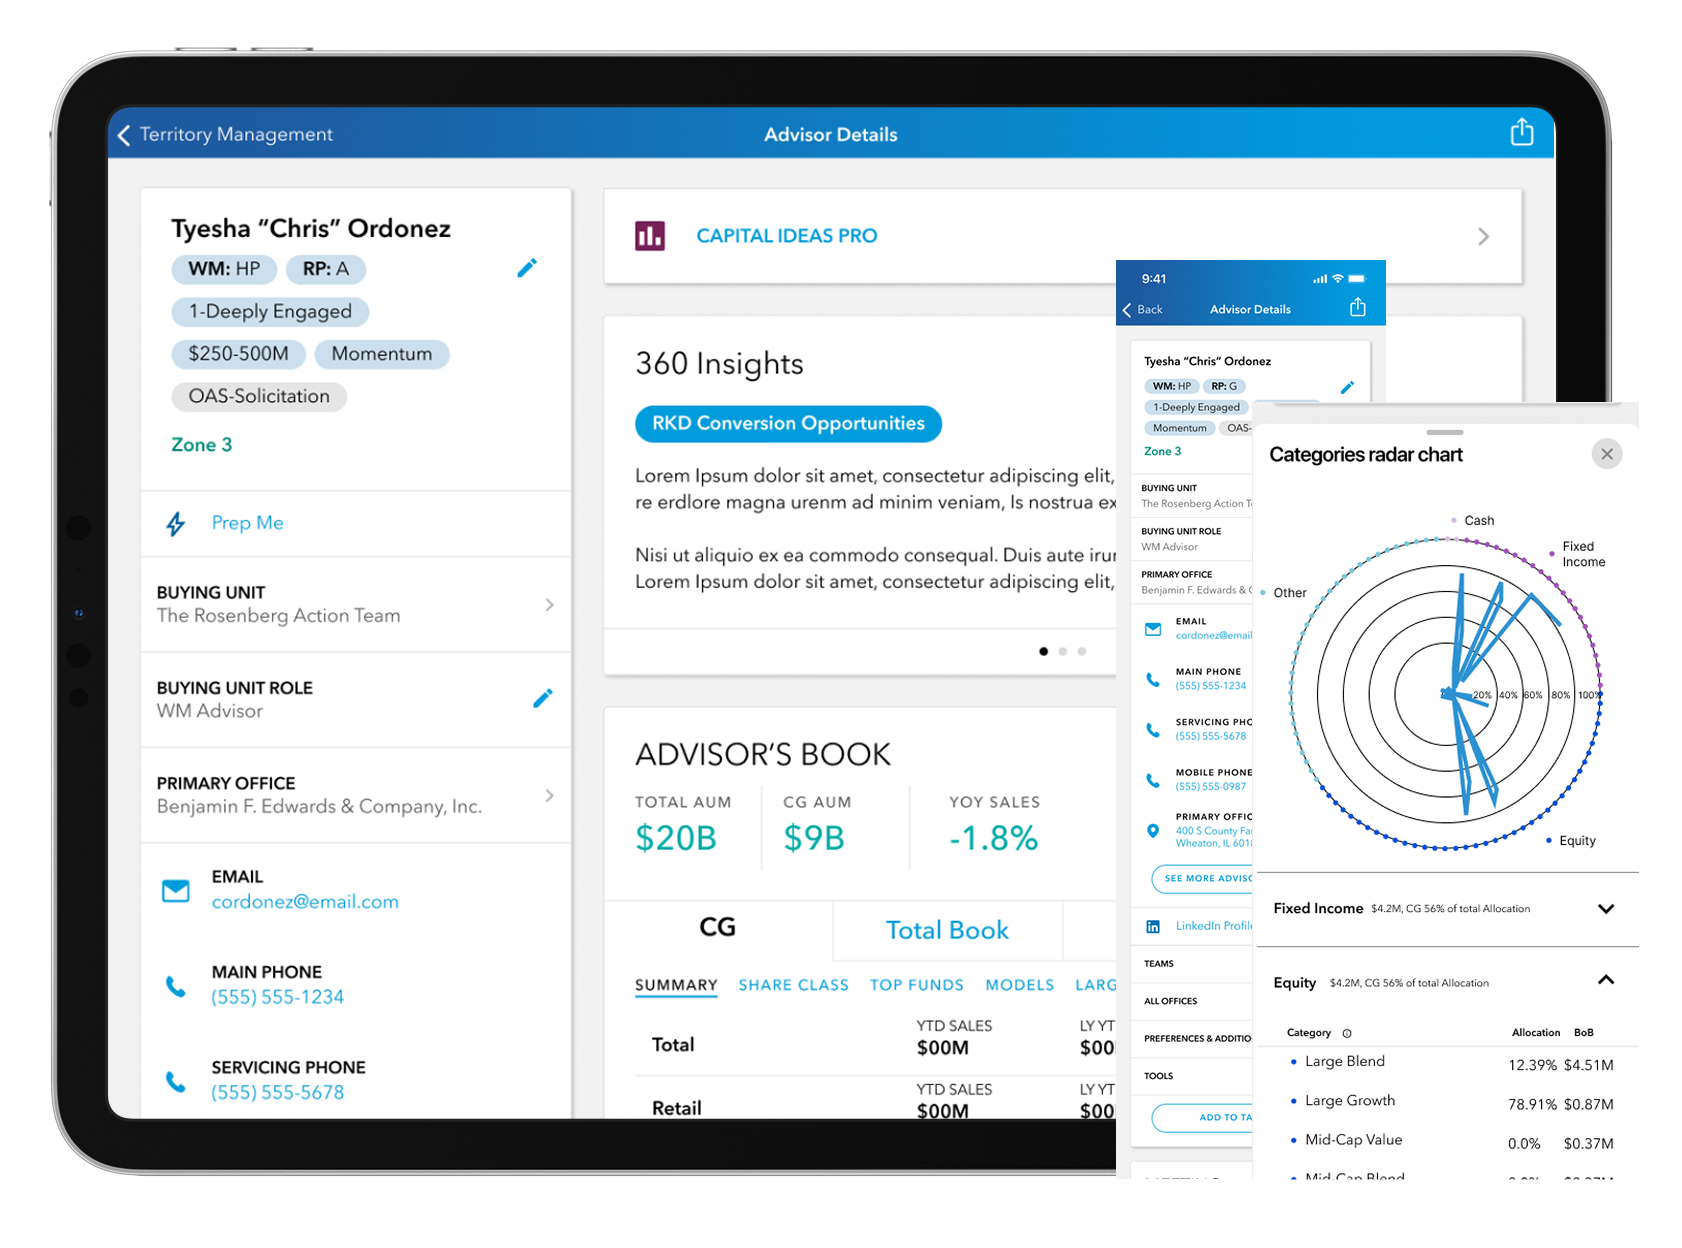 Territory Management
Advisor Details
Tyesha “Chris” Ordonez
WM: HP
RP: A
1-Deeply Engaged
$250-500M
Momentum
OAS-Solicitation
Zone 3
Prep Me
BUYING UNIT
The Rosenberg Action Team
BUYING UNIT ROLE
WM Advisor
PRIMARY OFFICE
Benjamin F. Edwards & Company, Inc.
EMAIL
cordonez@email.com
MAIN PHONE
(555) 555-1234
SERVICING PHONE
(555) 555-5678
CAPITAL IDEAS PRO
360 Insights
RKD Conversion Opportunities
Lorem Ipsum dolor sit amet, consectetur adipiscing elit,
re erdlore magna urenm ad minim veniam, Is nostrua ex
Nisi ut aliquio ex ea commodo consequal. Duis aute irur
Lorem Ipsum dolor sit amet, consectetur adipiscing elit,
ADVISOR’S BOOK
TOTAL AUM
$20B
CG AUM
$9B
YOY SALES
-1.8%
CG
Total Book
SUMMARY SHARE CLASS TOP FUNDS MODELS LARG
YTD SALES LY YT
Total $00M $00
YTD SALES LY YT
Retail $00M $00
9:41
Back
Advisor Details
Tyesha “Chris” Ordonez
WM: HP
RP: G
1-Deeply Engaged
Momentum
OAS-
Zone 3
BUYING UNIT
The Rosenberg Action T
BUYING UNIT ROLE
WM Advisor
PRIMARY OFFICE
Benjamin F. Edwards & C
EMAIL
cordonez@email
MAIN PHONE
(555) 555-1234
SERVICING PHO
(555) 555-5678
MOBILE PHONE
(555) 555-0987
PRIMARY OFFIC
400 S County Fa
Wheaton, IL 6018
SEE MORE ADVISO
LinkedIn Profile
TEAMS
ALL OFFICES
PREFERENCES & ADDITIO
TOOLS
ADD TO TA
Categories radar chart
Cash
Fixed
Income
Other
20% 40% 60% 80% 100%
Equity
Fixed Income $4.2M, CG 56% of total Allocation
Equity $4.2M, CG 56% of total Allocation
Category Allocation BoB
Large Blend 12.39% $4.51M
Large Growth 78.91% $0.87M
Mid-Cap Value 0.0% $0.37M
Mid-Cap Blend